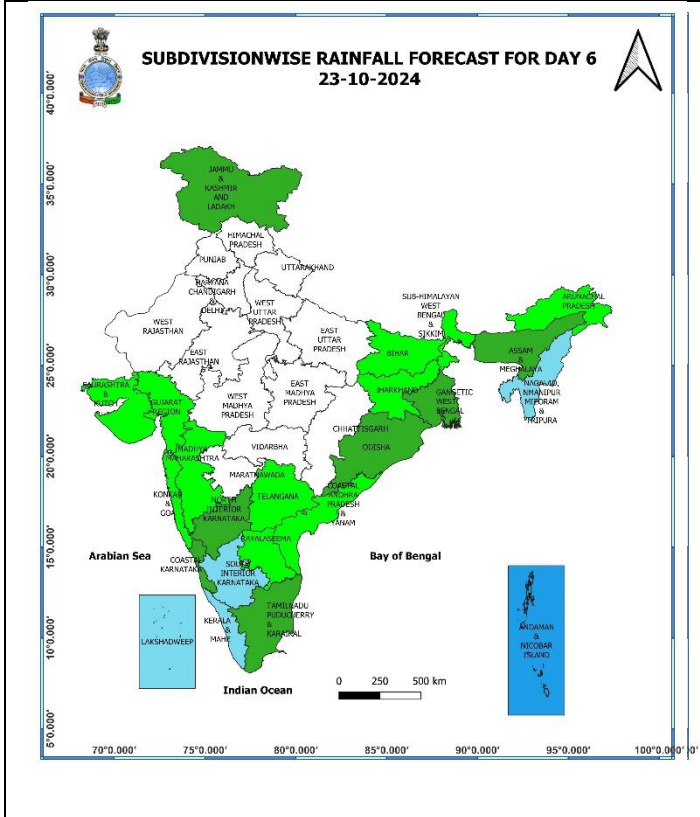 SUBDIVISIONWISE RAINFALL FORECAST FOR DAY 6
23-10-2024
40°0.000'
35°0.000'
30°0.000'
25°0.000'
20°0.000'
15°0.000'
10°0.000'
5°0.000'
JAMMU
&
KASHMIR
AND
LADAKH
HIMACHAL
PRADESH
PUNJAB
UTTARAKHAND
HARYANA
CHANDIGARH
&
DELHI
WEST
UTTAR
PRADESH
WEST
RAJASTHAN
EAST
RAJASTHAN
EAST
UTTAR
PRADESH
SUB-HIMALAYAN
WEST
BENGAL
&
SIKKIM
ARUNACHAL
PRADESH
BIHAR
ASSAM
&
MEGHALAYA
NAGALAD,
NMANIPUR
MIPORAM
&
TRIPURA
SAURASHTRA
&
KUTCH
GUJARAT
REGION
WEST
MADHYA
PRADESH
EAST
MADHYA
PRADESH
JHARKHAND
GANGETIC
WEST
BENGAL
CHHATTISGARH
ODISHA
VIDARBHA
MADHYA
MAHARASHTRA
MARATHAWADA
TELANGANA
KONKAN
&
GOA
NORTH
INTERIOR
KARNATAKA
COASTAL
ANDHRA
PRADESH
&
YANAM
RAYALASEEMA
Arabian Sea
Bay of Bengal
COASTAL
KARNATAKA
SOUTH
INTERIOR
KARNATAKA
TAMILNADU
PUDUCHERRY
&
KARAIKAL
KERALA
&
MAHE
LAKSHADWEEP
ANDAMAN
&
NICOBAR
ISLAND
Indian Ocean
0 250 500 km
70°0.000' 75°0.000' 80°0.000' 85°0.000' 90°0.000' 95°0.000' 100°0.000'